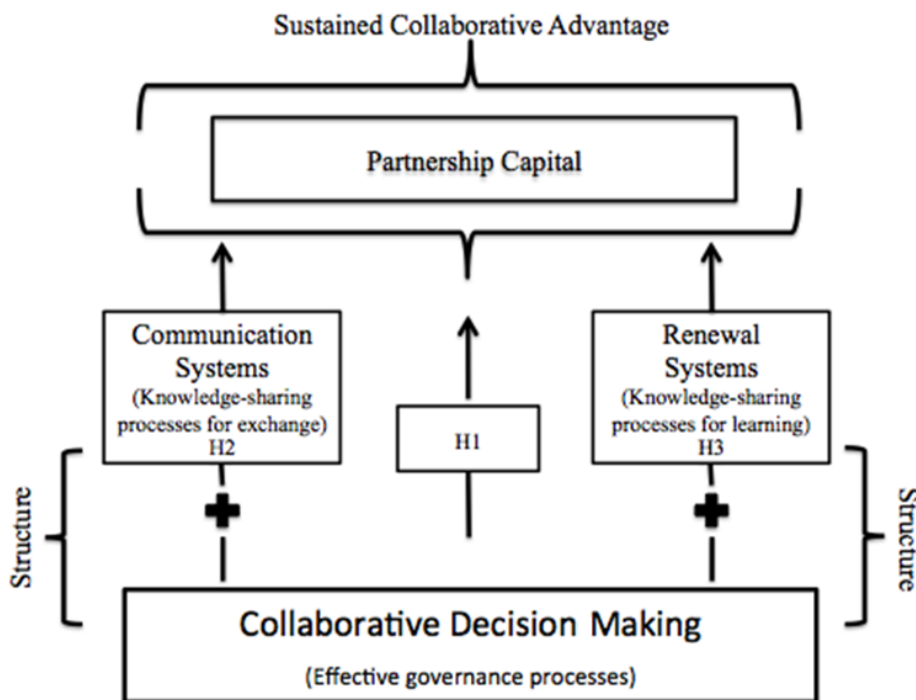 Sustained Collaborative Advantage
Partnership Capital
Communication
Systems
(Knowledge-sharing
processes for exchange)
H2
H1
Renewal
Systems
(Knowledge-sharing
processes for learning)
H3
Structure
Structure
Collaborative Decision Making
(Effective governance processes)